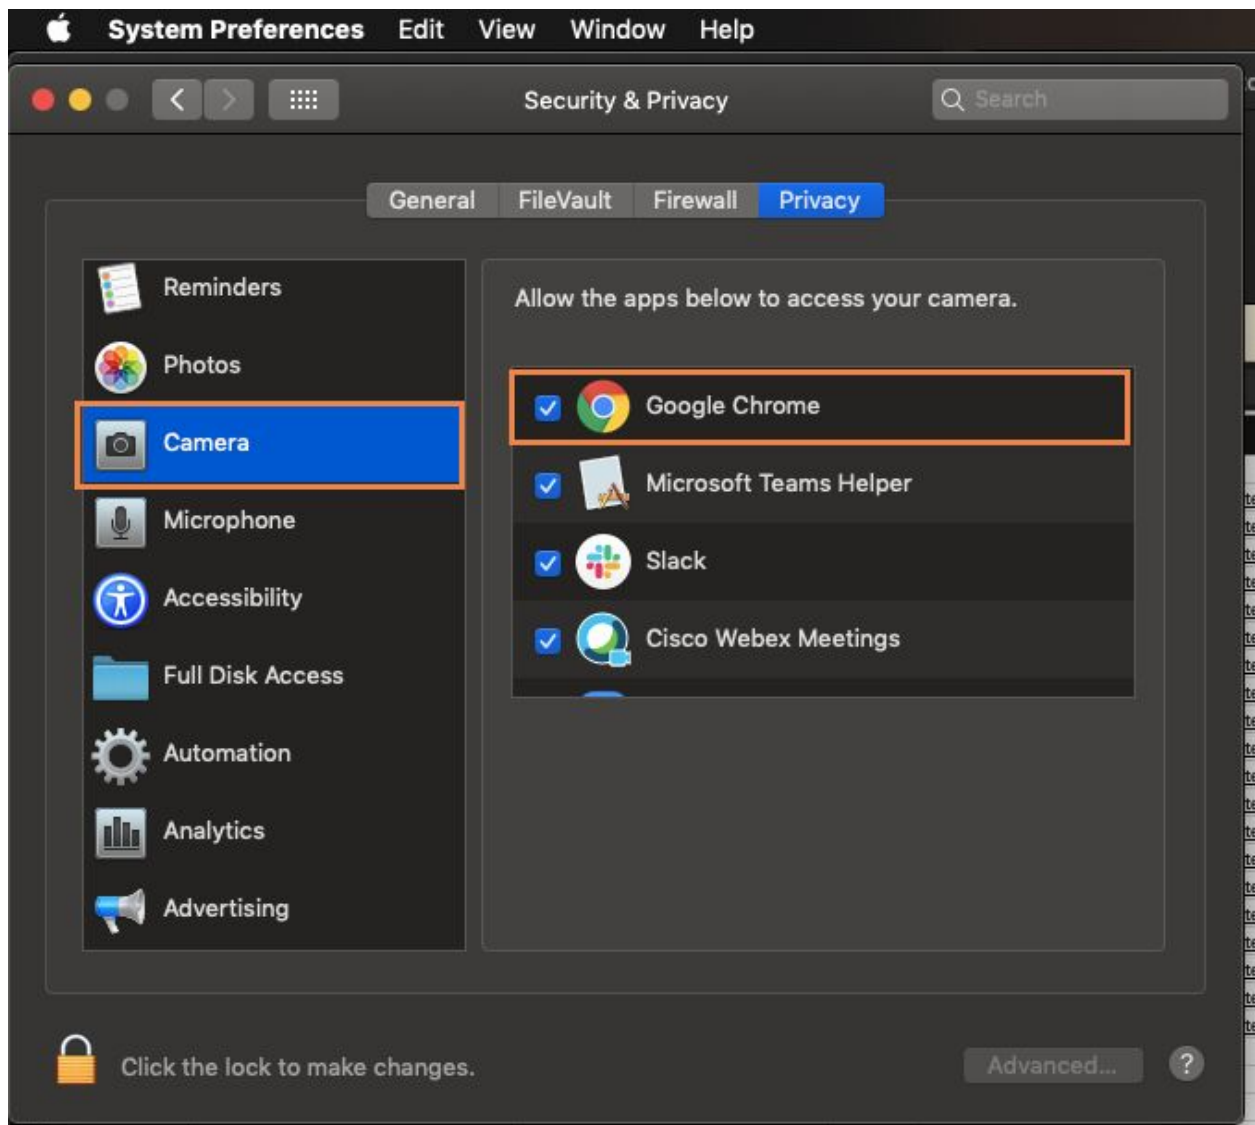 System Preferences Edit View Window Help
Security & Privacy
Search
General FileVault Firewall Privacy
Reminders
Photos
Camera
Microphone
Accessibility
Full Disk Access
Automation
Analytics
Advertising
Allow the apps below to access your camera.
Google Chrome
Microsoft Teams Helper
Slack
Cisco Webex Meetings
Click the lock to make changes.
Advanced...
?